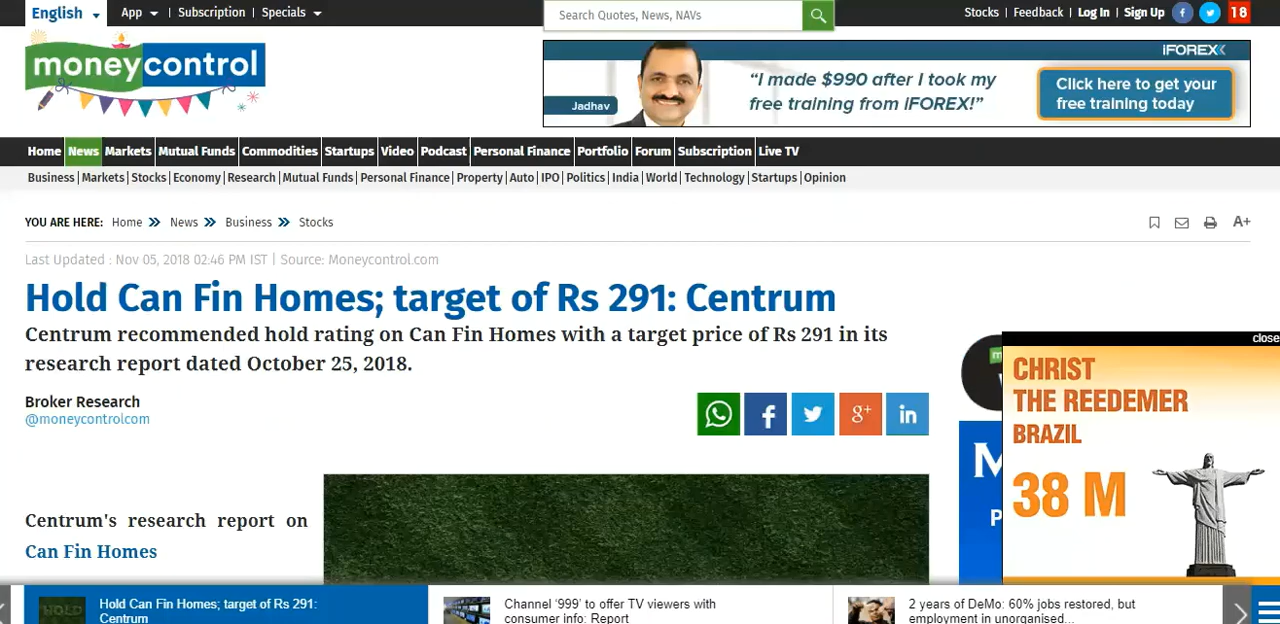 English App | Subscription | Specials Search Quotes, News, NAVs Stocks | Feedback | Log In | Sign Up f 18
moneycontrol
iFOREX
Jadhav
“I made $990 after I took my
free training from iFOREX!”
Click here to get your
free training today
Home News Markets Mutual Funds Commodities Startups Video Podcast Personal Finance Portfolio Forum Subscription Live TV
Business | Markets | Stocks | Economy | Research | Mutual Funds | Personal Finance | Property | Auto | IPO | Politics | India | World | Technology | Startups | Opinion
YOU ARE HERE: Home » News » Business » Stocks A+
Last Updated : Nov 05, 2018 02:46 PM IST | Source: Moneycontrol.com
Hold Can Fin Homes; target of Rs 291: Centrum
Centrum recommended hold rating on Can Fin Homes with a target price of Rs 291 in its
research report dated October 25, 2018.
Broker Research
@moneycontrolcom
f g+ in
close
CHRIST
THE REEDEMER
BRAZIL
38 M
Centrum's research report on
Can Fin Homes
HOLD
Hold Can Fin Homes; target of Rs 291:
Centrum
Channel ‘999’ to offer TV viewers with
consumer info: Report
2 years of DeMo: 60% jobs restored, but
employment in unorganised...